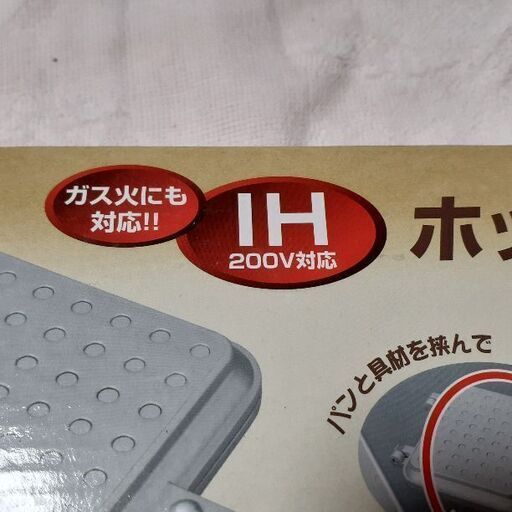 ガス火にも
対応!!
IH
200V対応
ホッ
パンと具材を挟んで